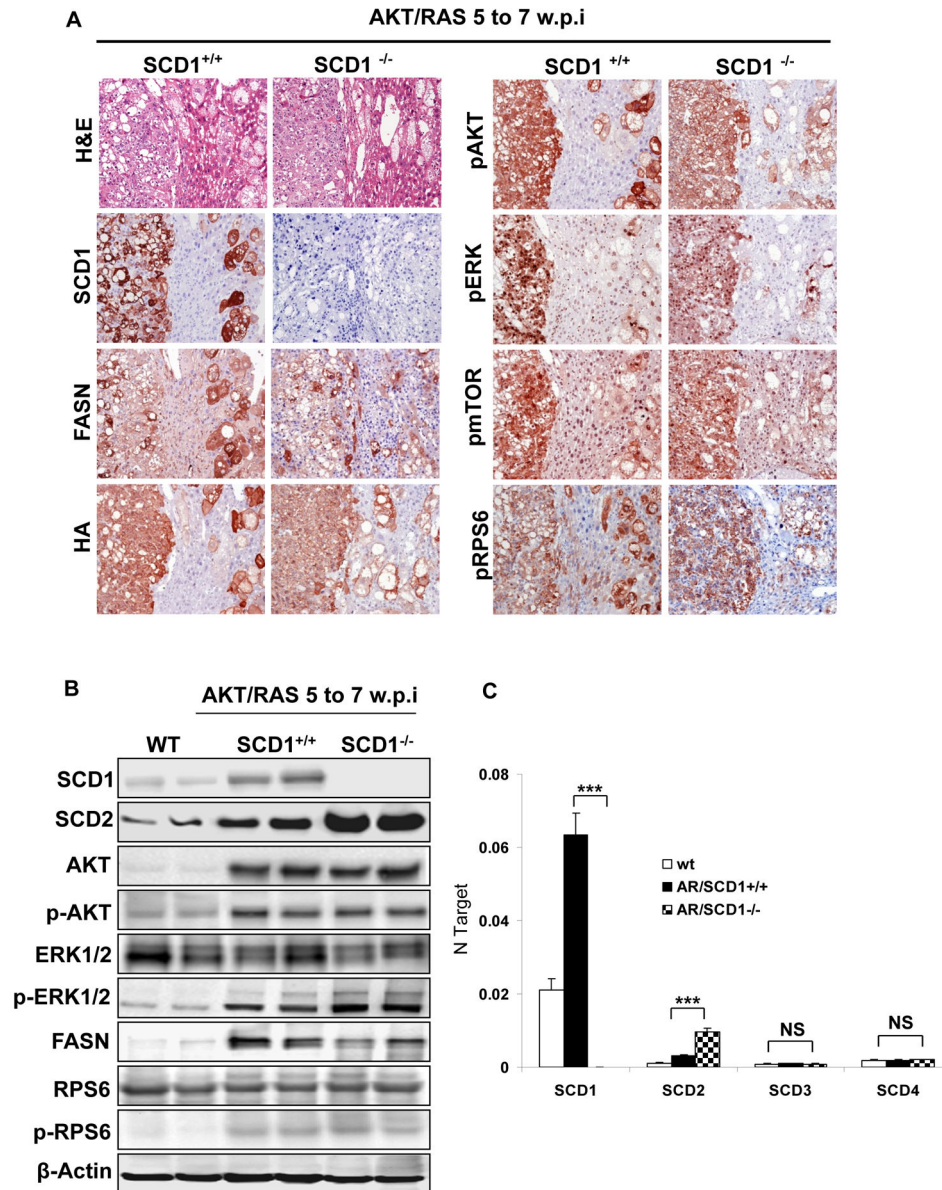 A
AKT/RAS 5 to 7 w.p.i
SCD1+/+ SCD1 -/- SCD1 +/+ SCD1 -/-
H&E
SCD1
FASN
HA
pAKT
pERK
pmTOR
pRPS6
B
AKT/RAS 5 to 7 w.p.i
WT SCD1+/+ SCD1-/-
SCD1
SCD2
AKT
p-AKT
ERK1/2
p-ERK1/2
FASN
RPS6
p-RPS6
β-Actin
C
N Target
0.08
0.06
0.04
0.02
0
***
***
NS
NS
wt
AR/SCD1+/+
AR/SCD1-/-
SCD1 SCD2 SCD3 SCD4